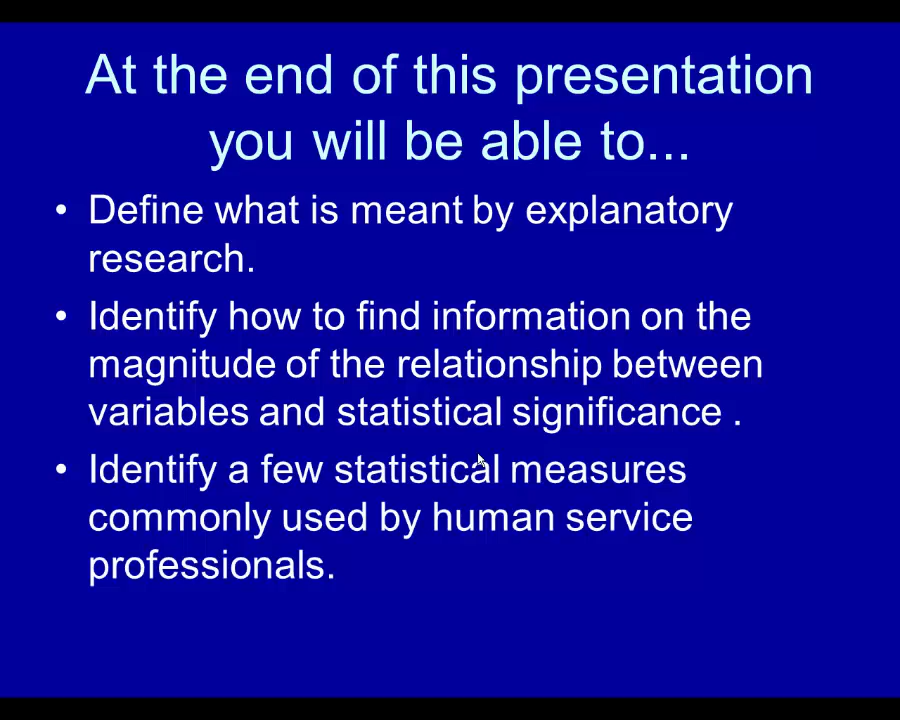 At the end of this presentation
you will be able to...
• Define what is meant by explanatory
research.
• Identify how to find information on the
magnitude of the relationship between
variables and statistical significance .
• Identify a few statistical measures
commonly used by human service
professionals.